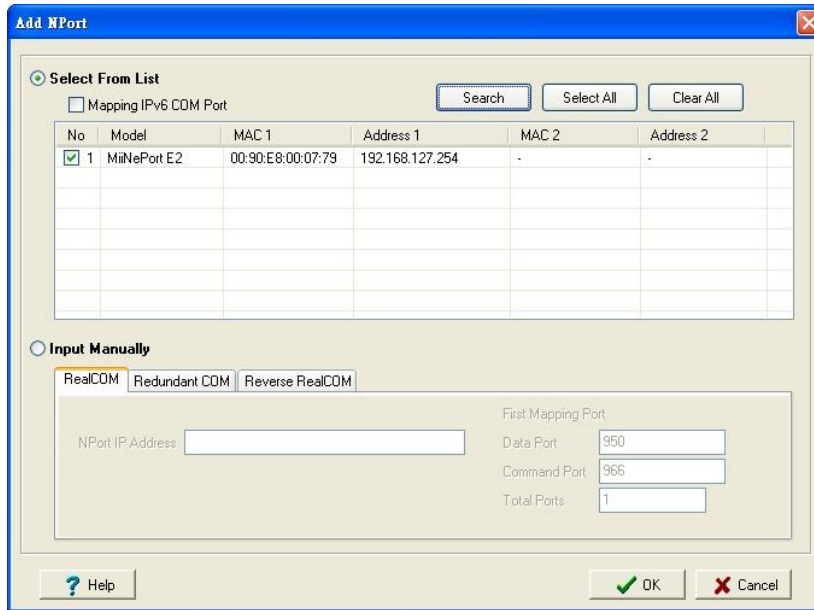 Add NPort
Select From List
Mapping IPv6 COM Port
Search
Select All
Clear All
No Model MAC 1 Address 1 MAC 2 Address 2
1 MiiNePort E2 00:90:E8:00:07:79 192.168.127.254 - -
Input Manually
RealCOM Redundant COM Reverse RealCOM
First Mapping Port
NPort IP Address
Data Port 950
Command Port 966
Total Ports 1
? Help
OK
Cancel